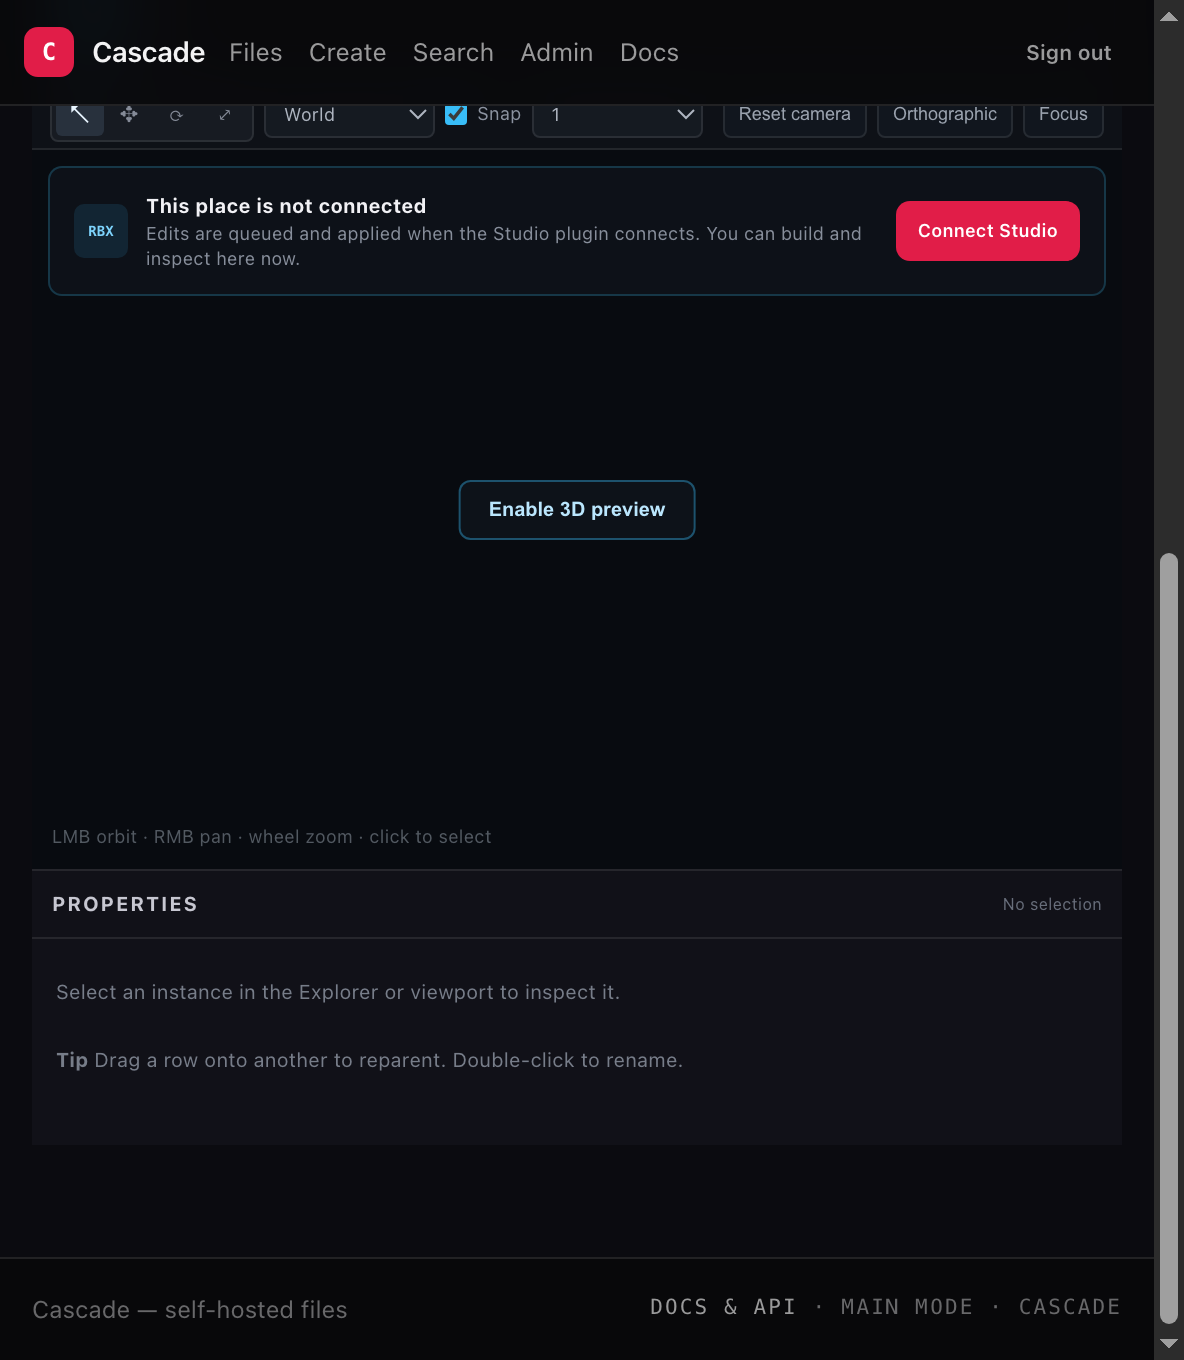 C Cascade Files Create Search Admin Docs Sign out
World Snap 1 Reset camera Orthographic Focus
RBX
This place is not connected
Edits are queued and applied when the Studio plugin connects. You can build and
inspect here now.
Connect Studio
Enable 3D preview
LMB orbit · RMB pan · wheel zoom · click to select
PROPERTIES No selection
Select an instance in the Explorer or viewport to inspect it.
Tip Drag a row onto another to reparent. Double-click to rename.
Cascade — self-hosted files DOCS & API · MAIN MODE · CASCADE